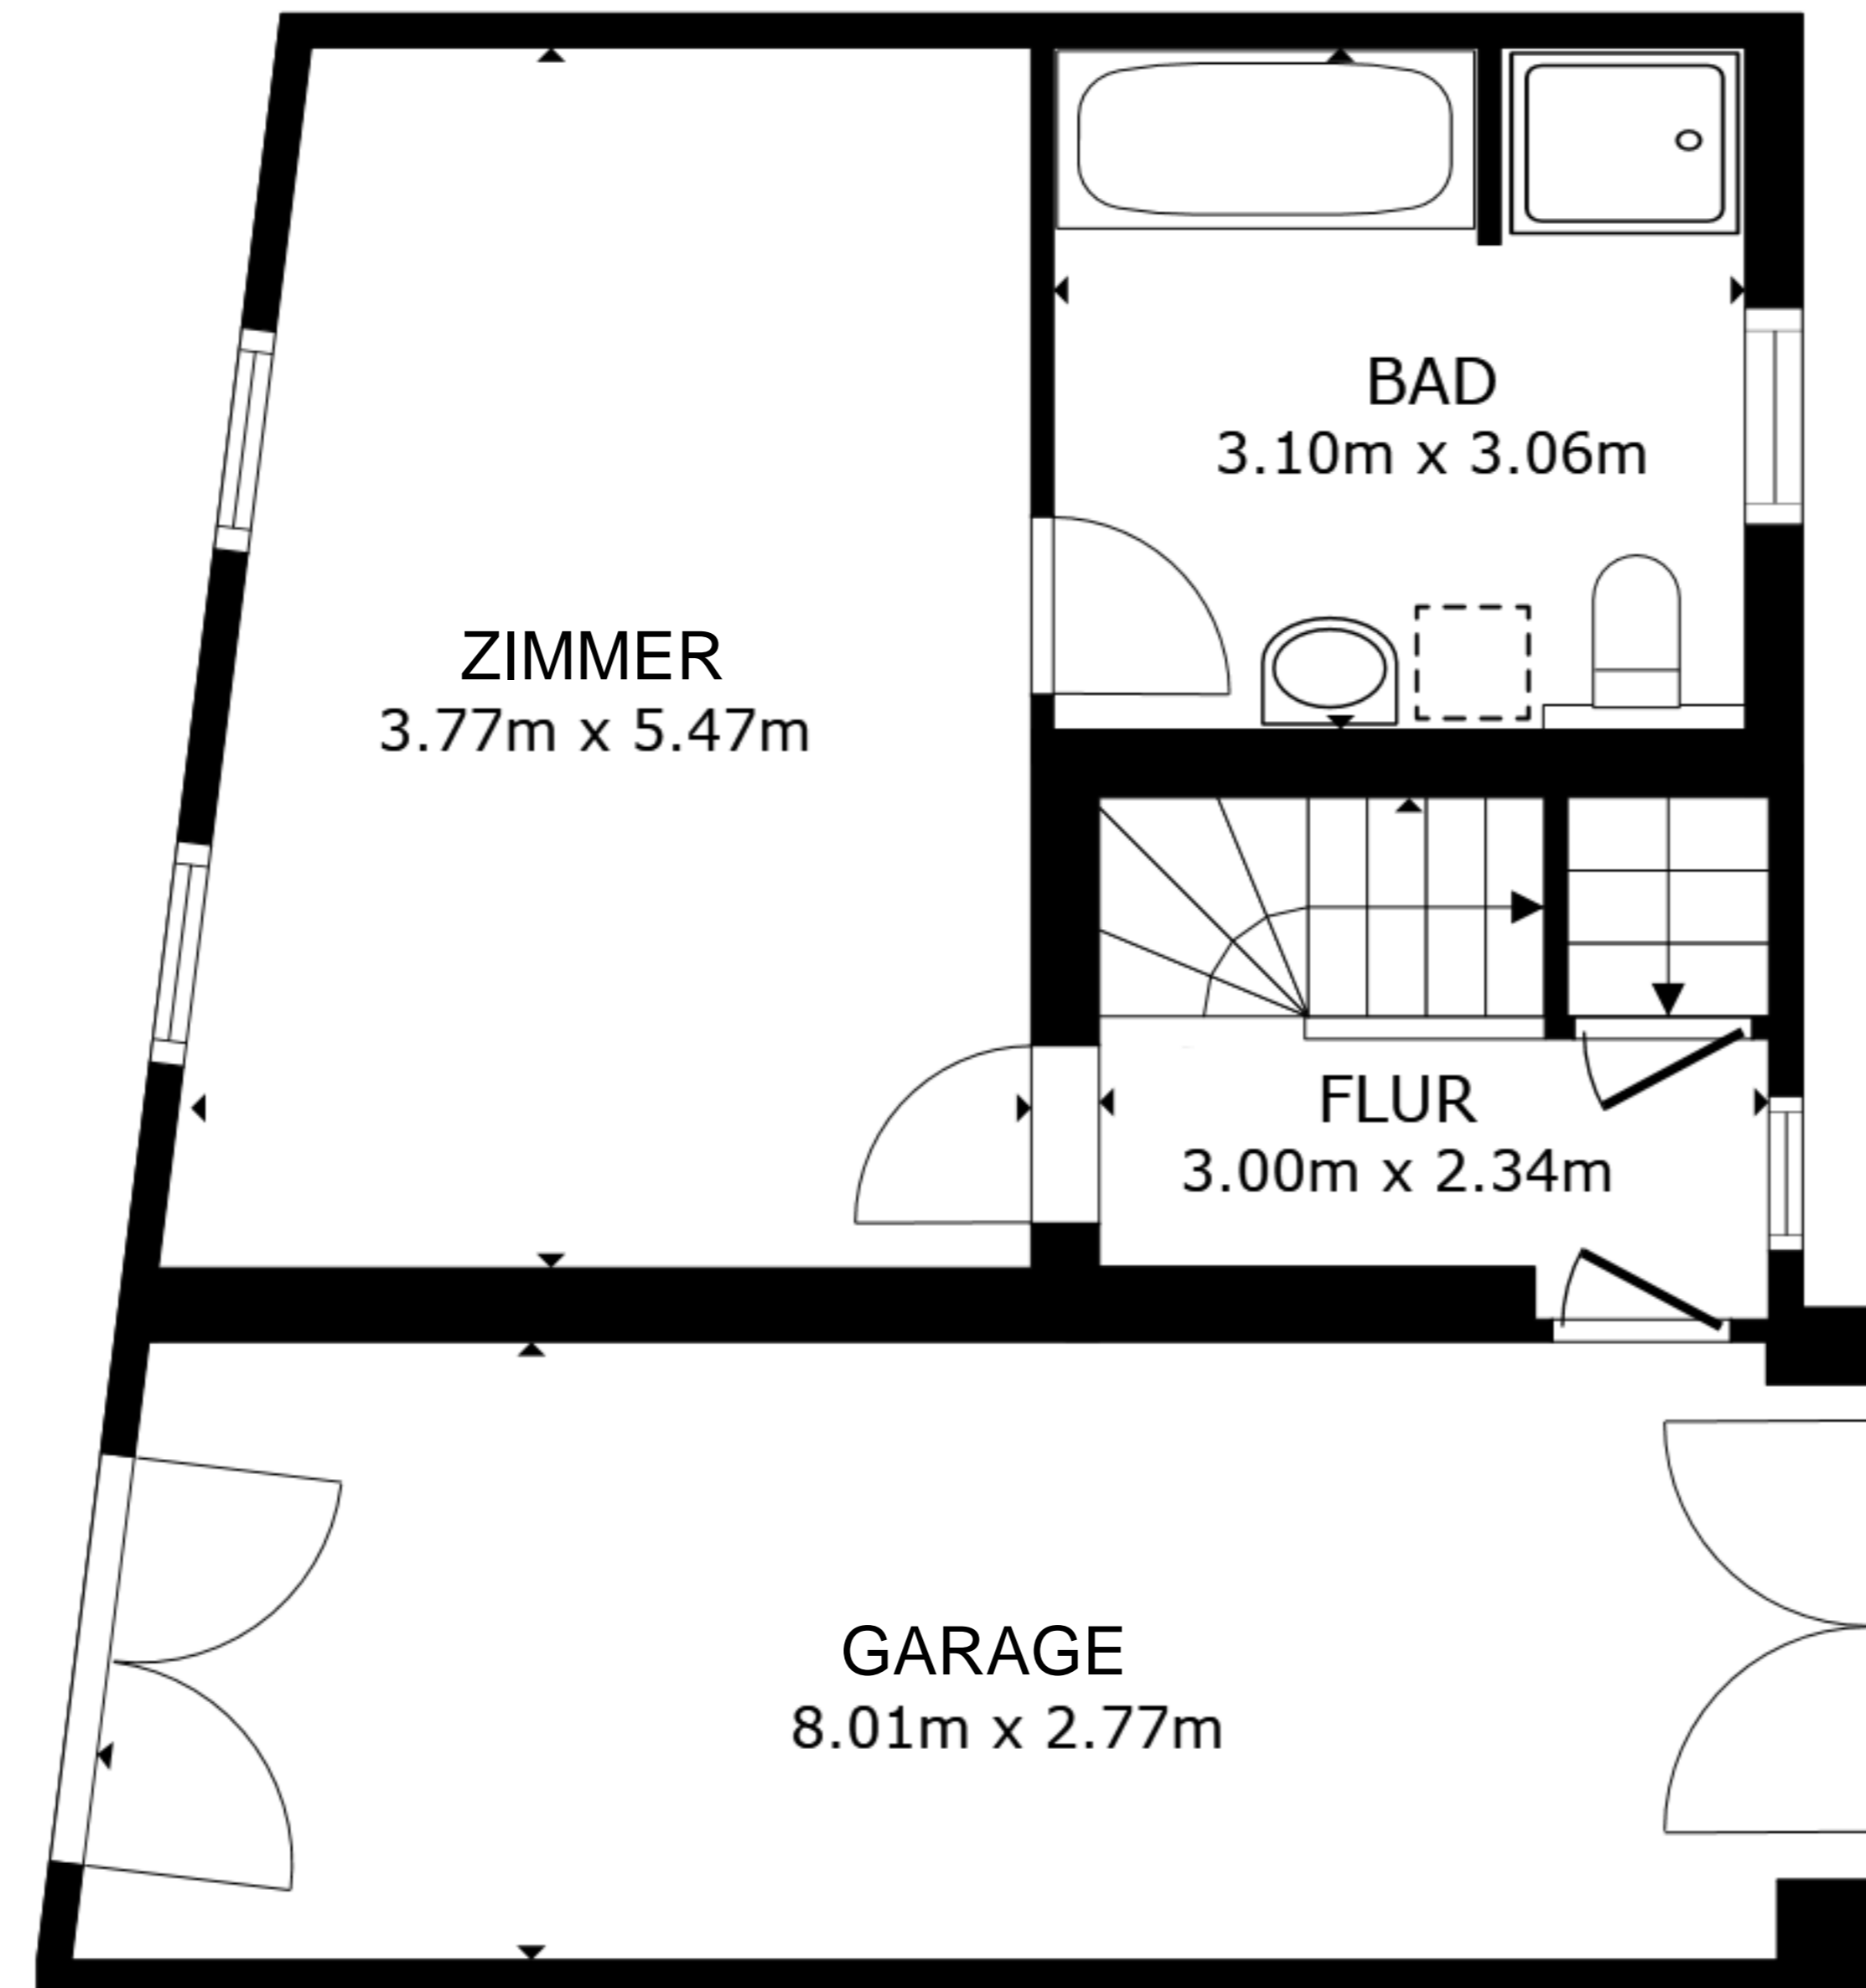 BAD
3.10m x 3.06m
ZIMMER
3.77m x 5.47m
FLUR
3.00m x 2.34m
GARAGE
8.01m x 2.77m